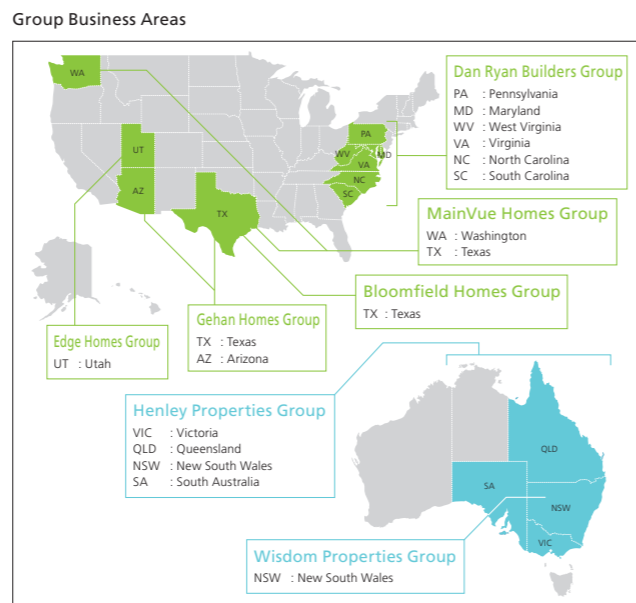 Group Business Areas
WA
UT
AZ
TX
PA
WV
MD
VA
NC
SC
Dan Ryan Builders Group
PA : Pennsylvania
MD : Maryland
WV : West Virginia
VA : Virginia
NC : North Carolina
SC : South Carolina
MainVue Homes Group
WA : Washington
TX : Texas
Bloomfield Homes Group
TX : Texas
Gehan Homes Group
TX : Texas
AZ : Arizona
Edge Homes Group
UT : Utah
Henley Properties Group
VIC : Victoria
QLD : Queensland
NSW : New South Wales
SA : South Australia
QLD
SA
NSW
VIC
Wisdom Properties Group
NSW : New South Wales